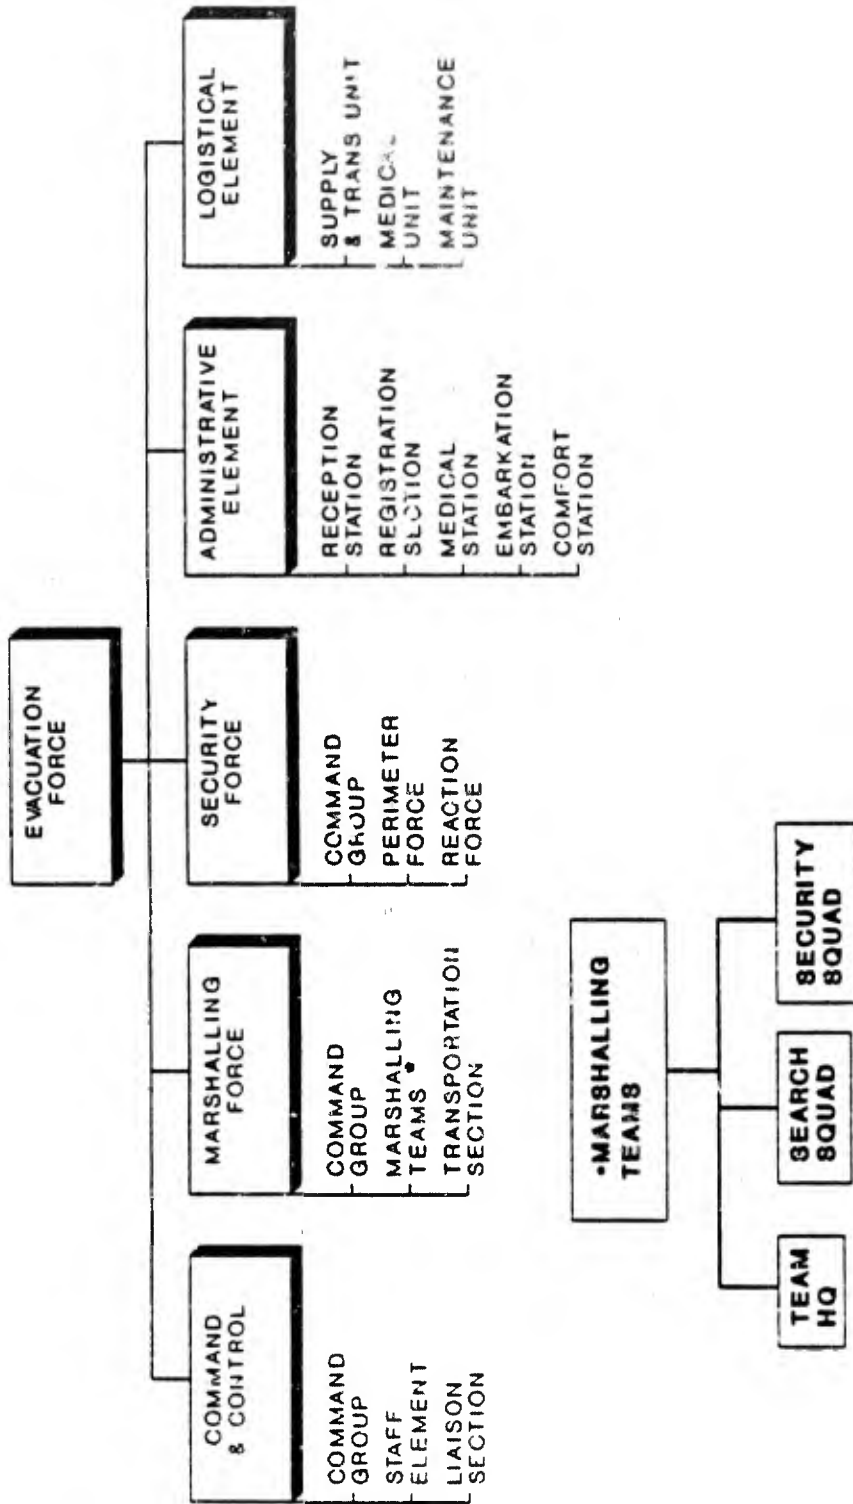 EVACUATION
FORCE
COMMAND
& CONTROL
COMMAND
GROUP
STAFF
ELEMENT
LIAISON
SECTION
MARSHALLING
FORCE
COMMAND
GROUP
MARSHALLING
TEAMS*
TRANSPORTATION
SECTION
SECURITY
FORCE
COMMAND
GROUP
PERIMETER
FORCE
REACTION
FORCE
ADMINISTRATIVE
ELEMENT
RECEPTION
STATION
REGISTRATION
SECTION
MEDICAL
STATION
EMBARKATION
STATION
COMFORT
STATION
LOGISTICAL
ELEMENT
SUPPLY
& TRANS UNIT
MEDICAL
UNIT
MAINTENANCE
UNIT
*MARSHALLING
TEAMS
TEAM
HQ
SEARCH
SQUAD
SECURITY
SQUAD